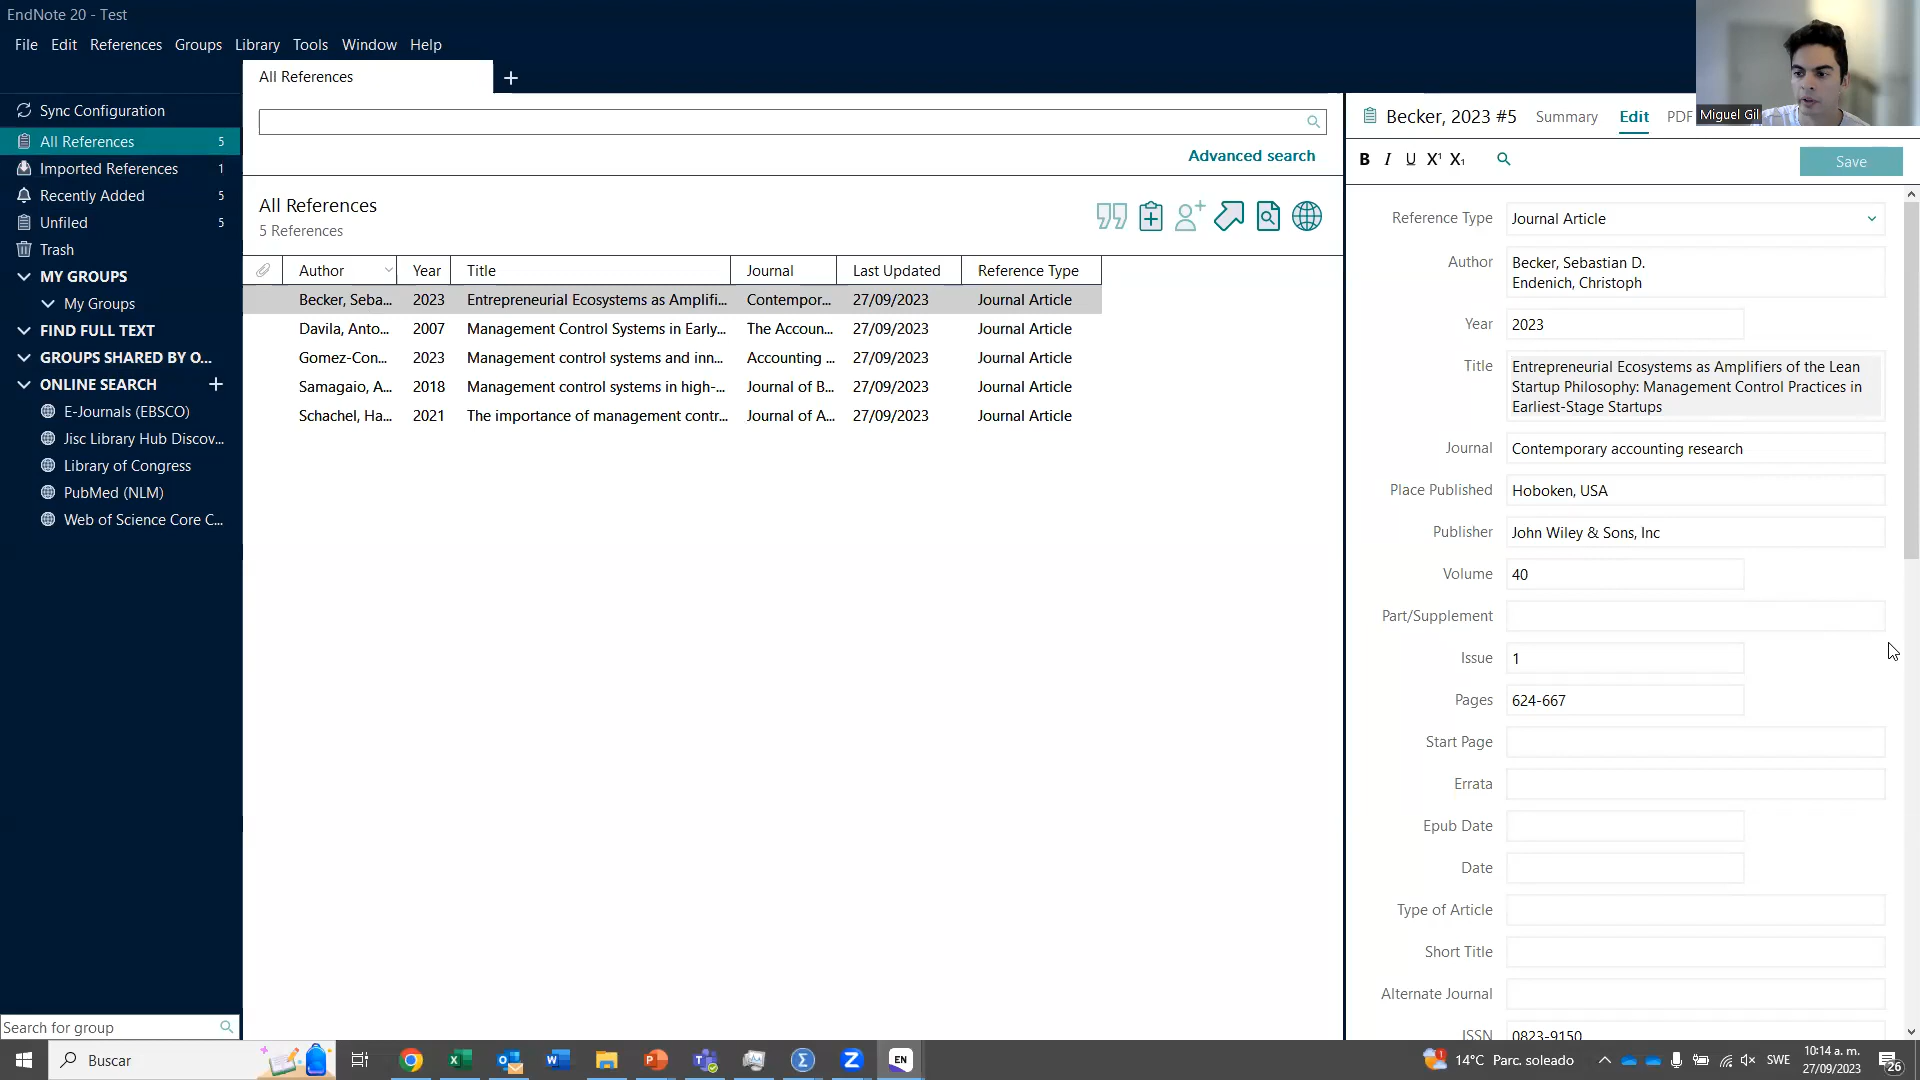 EndNote 20 - Test
File Edit References Groups Library Tools Window Help
All References
Sync Configuration
All References 5
Imported References 1
Recently Added 5
Unfiled 5
Trash
MY GROUPS
My Groups
FIND FULL TEXT
GROUPS SHARED BY O...
ONLINE SEARCH
E-Journals (EBSCO)
Jisc Library Hub Discov...
Library of Congress
PubMed (NLM)
Web of Science Core C...
Search for group
Advanced search
All References
5 References
Author Year Title Journal Last Updated Reference Type
Becker, Seba... 2023 Entrepreneurial Ecosystems as Amplifi... Contempor... 27/09/2023 Journal Article
Davila, Anto... 2007 Management Control Systems in Early... The Accoun... 27/09/2023 Journal Article
Gomez-Con... 2023 Management control systems and inn... Accounting ... 27/09/2023 Journal Article
Samagaio, A... 2018 Management control systems in high-... Journal of B... 27/09/2023 Journal Article
Schachel, Ha... 2021 The importance of management contr... Journal of A... 27/09/2023 Journal Article
Becker, 2023 #5 Summary Edit PDF
Miguel Gil
B I U X¹ X₁
Save
Reference Type Journal Article
Author Becker, Sebastian D.
Endenich, Christoph
Year 2023
Title Entrepreneurial Ecosystems as Amplifiers of the Lean
Startup Philosophy: Management Control Practices in
Earliest-Stage Startups
Journal Contemporary accounting research
Place Published Hoboken, USA
Publisher John Wiley & Sons, Inc
Volume 40
Part/Supplement
Issue 1
Pages 624-667
Start Page
Errata
Epub Date
Date
Type of Article
Short Title
Alternate Journal
ISSN 0823-9150
Buscar
EN
14°C Parc. soleado
SWE
10:14 a. m.
27/09/2023
26